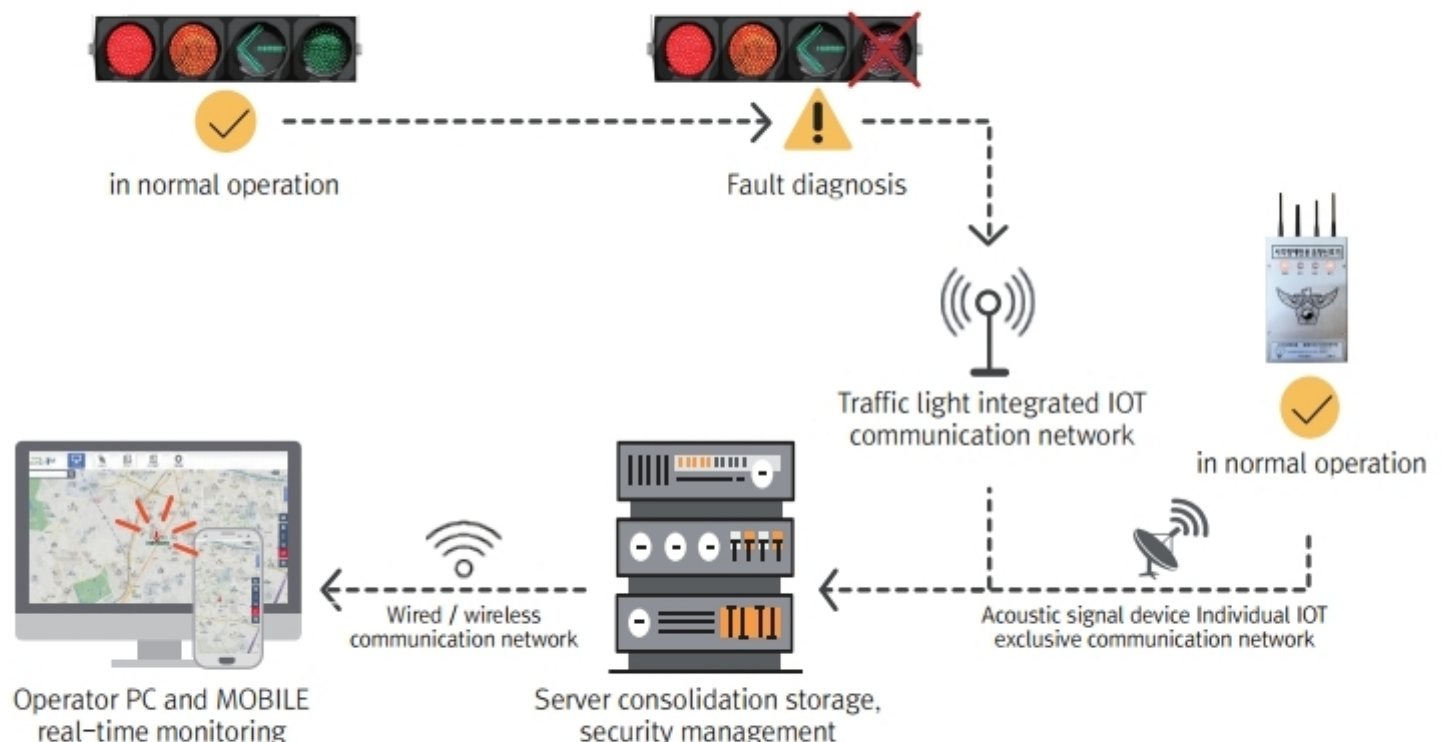 in normal operation
Fault diagnosis
Traffic light integrated IOT
communication network
in normal operation
Wired / wireless
communication network
Acoustic signal device Individual IOT
exclusive communication network
Operator PC and MOBILE
real-time monitoring
Server consolidation storage,
security management